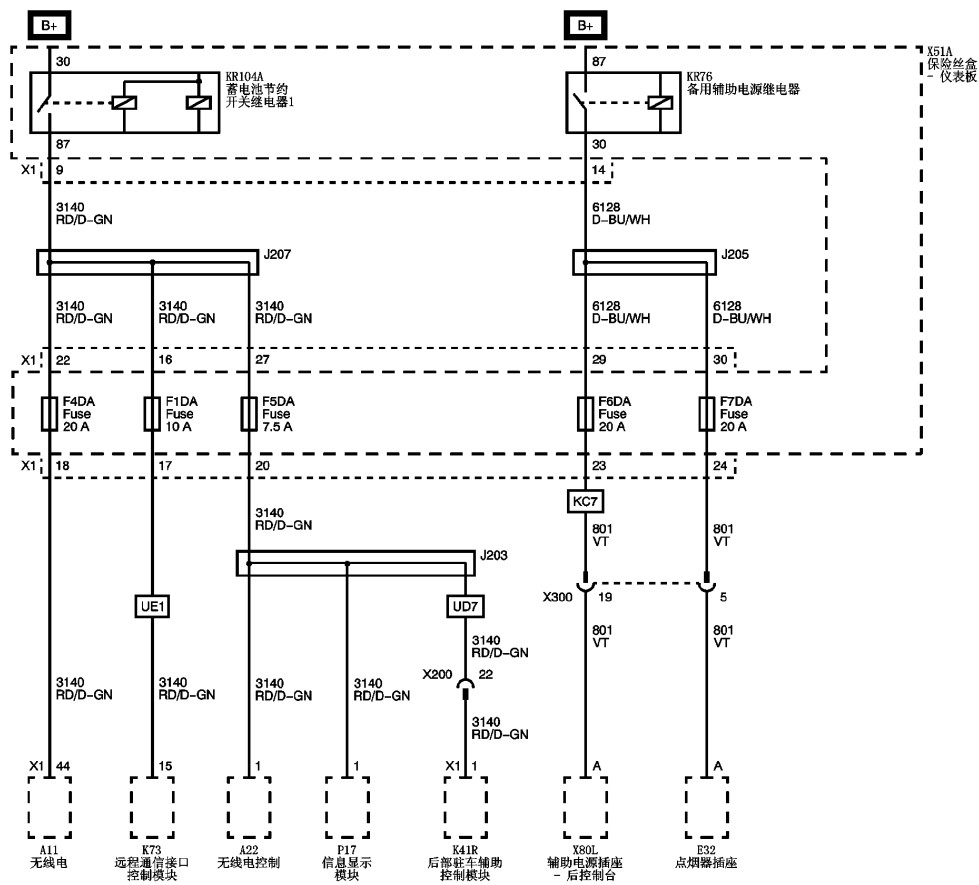 B+
B+
X51A
保险丝盒
- 仪表板
30
KR104A
蓄电池节约
开关继电器1
87
KR76
备用辅助电源继电器
87
30
X1
9
14
3140
RD/D-GN
6128
D-BU/WH
J207
J205
3140
RD/D-GN
3140
RD/D-GN
3140
RD/D-GN
6128
D-BU/WH
6128
D-BU/WH
X1
22
16
27
29
30
F4DA
Fuse
20 A
F1DA
Fuse
10 A
F5DA
Fuse
7.5 A
F6DA
Fuse
20 A
F7DA
Fuse
20 A
X1
18
17
20
23
24
KC7
3140
RD/D-GN
801
VT
801
VT
J203
UE1
UD7
X300
19
5
3140
RD/D-GN
801
VT
801
VT
X200
22
3140
RD/D-GN
3140
RD/D-GN
3140
RD/D-GN
3140
RD/D-GN
3140
RD/D-GN
X1
44
15
1
1
X1
1
A
A
A11
无线电
K73
远程通信接口
控制模块
A22
无线电控制
P17
信息显示
模块
K41R
后部驻车辅助
控制模块
X80L
辅助电源插座
- 后控制台
E32
点烟器插座